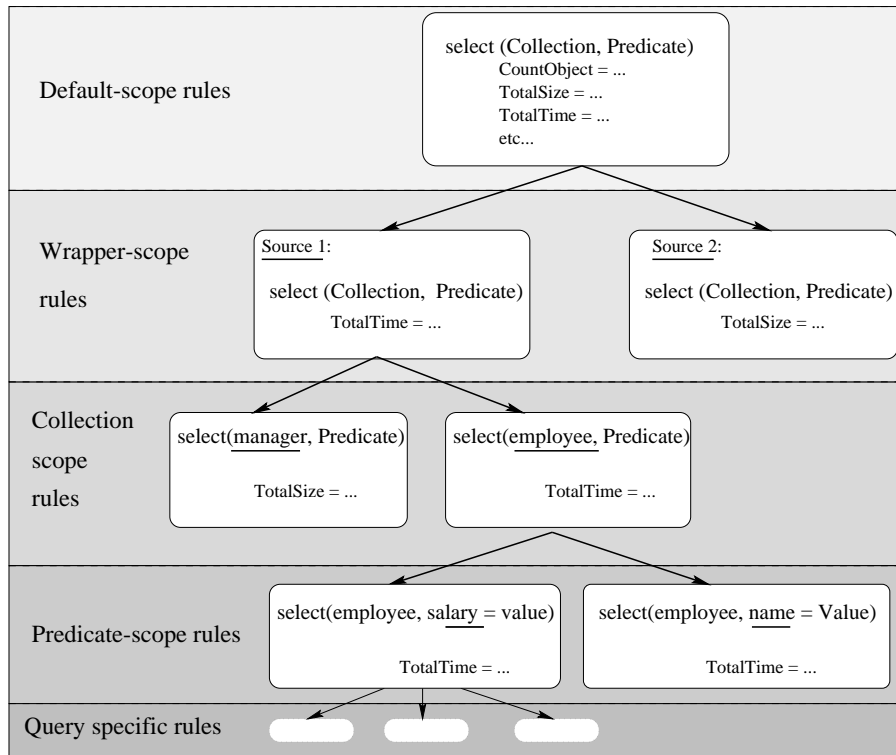 Default-scope rules
select (Collection, Predicate)
CountObject = ...
TotalSize = ...
TotalTime = ...
etc...
Wrapper-scope
rules
Source 1:
select (Collection, Predicate)
TotalTime = ...
Source 2:
select (Collection, Predicate)
TotalSize = ...
Collection
scope
rules
select(manager, Predicate)
TotalSize = ...
select(employee, Predicate)
TotalTime = ...
Predicate-scope rules
select(employee, salary = value)
TotalTime = ...
select(employee, name = Value)
TotalTime = ...
Query specific rules